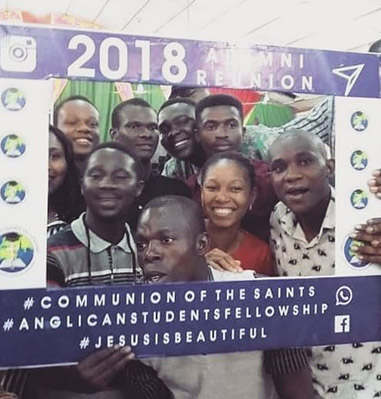 2018 ALUMNI
REUNION
#COMMUNION OF THE SAINTS
#ANGLICANSTUDENTSFELLOWSHIP
#JESUSISBEAUTIFUL